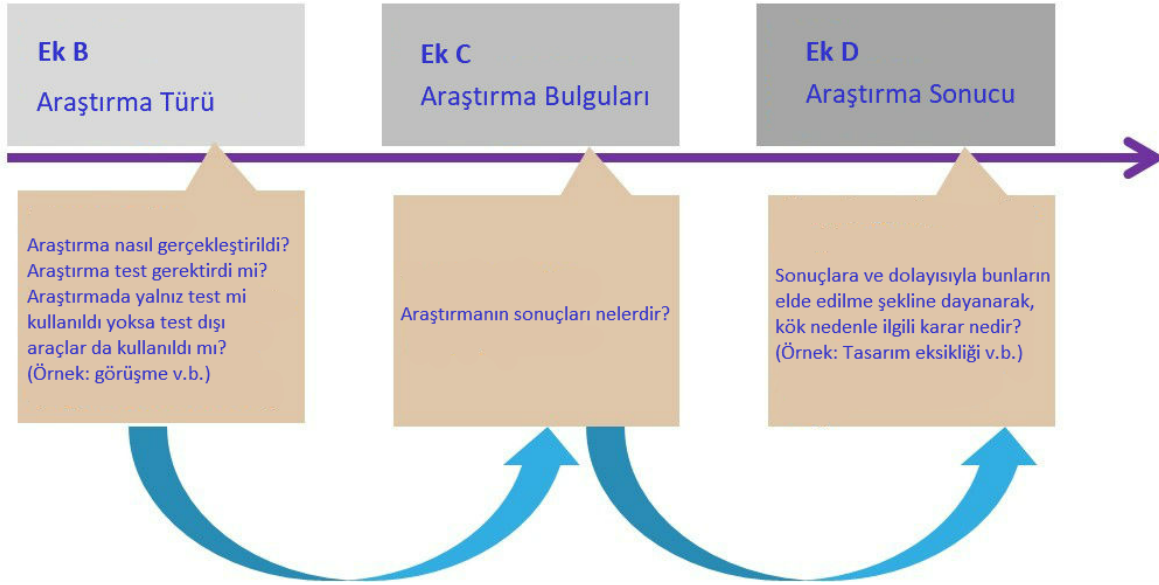 Ek B
Araştırma Türü
Ek C
Araştırma Bulguları
Ek D
Araştırma Sonucu
Araştırma nasıl gerçekleştirildi?
Araştırma test gerektirdi mi?
Araştırmada yalnız test mi
kullanıldı yoksa test dışı
araçlar da kullanıldı mı?
(Örnek: görüşme v.b.)
Araştırmanın sonuçları nelerdir?
Sonuçlara ve dolayısıyla bunların
elde edilme şekline dayanarak,
kök nedenle ilgili karar nedir?
(Örnek: Tasarım eksikliği v.b.)